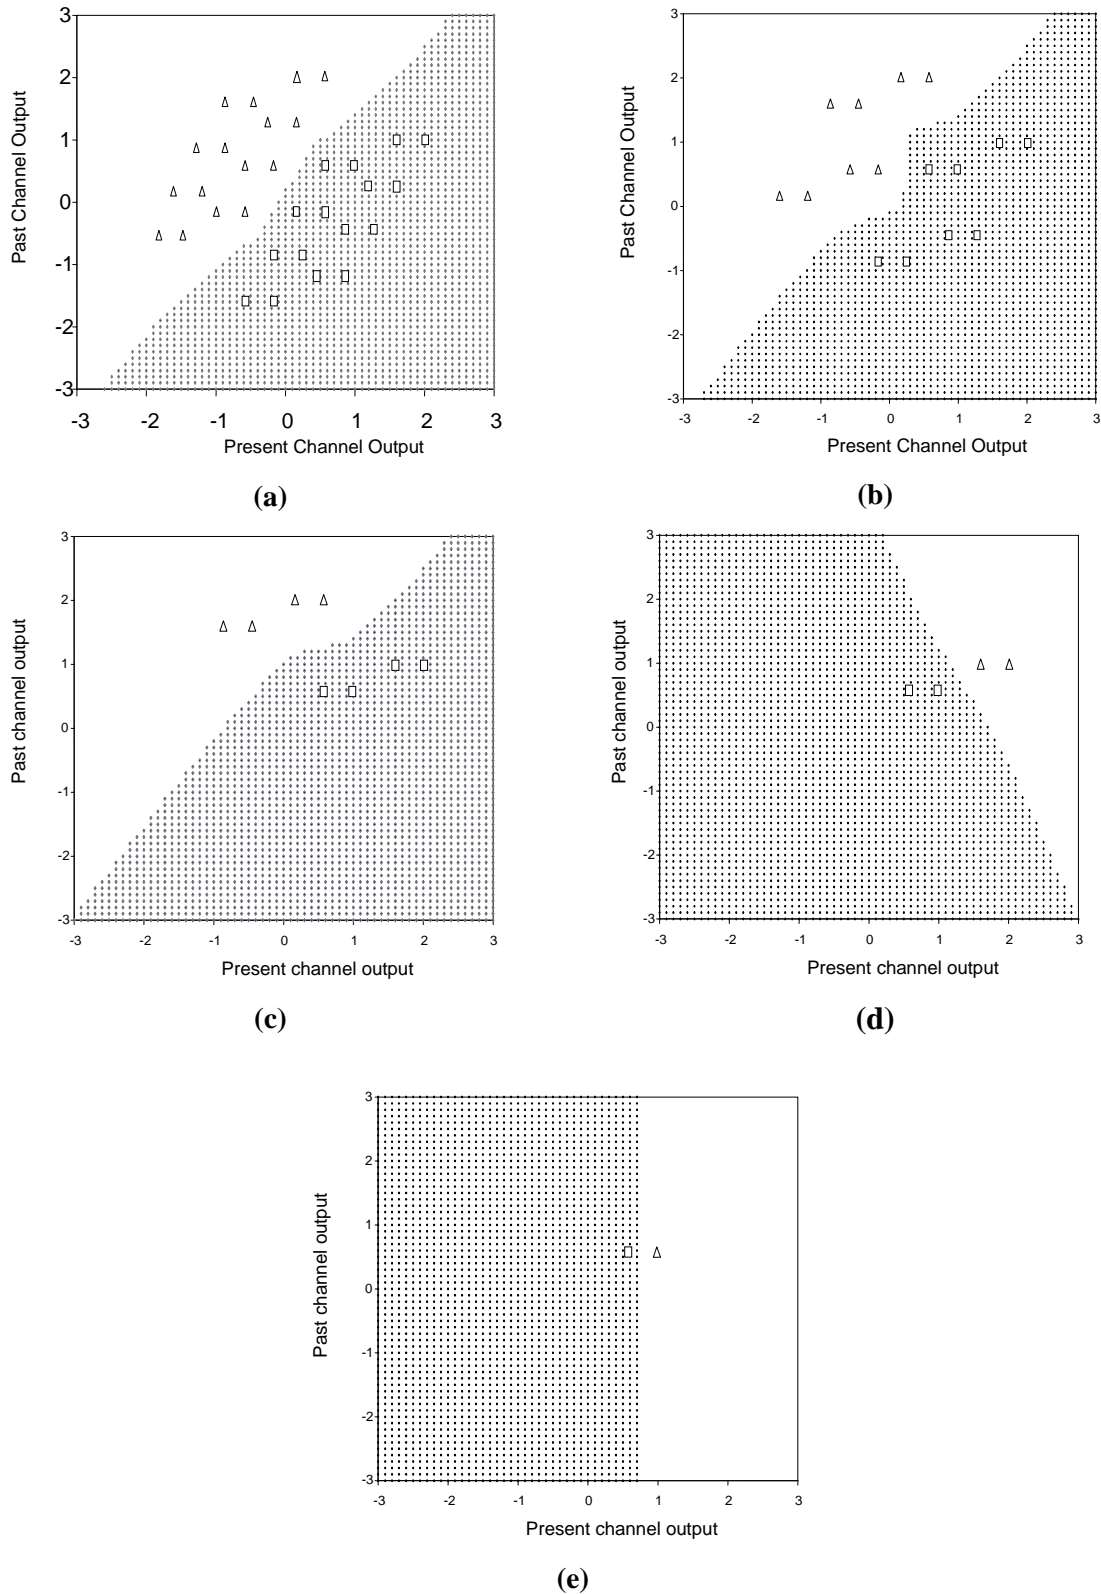 3
2
1
0
-1
-2
-3
-3 -2 -1 0 1 2 3
Past Channel Output
Present Channel Output
(a)
3
2
1
0
-1
-2
-3
-3 -2 -1 0 1 2 3
Past Channel Output
Present Channel Output
(b)
3
2
1
0
-1
-2
-3
-3 -2 -1 0 1 2 3
Past channel output
Present channel output
(c)
3
2
1
0
-1
-2
-3
-3 -2 -1 0 1 2 3
Past channel output
Present channel output
(d)
3
2
1
0
-1
-2
-3
-3 -2 -1 0 1 2 3
Past channel output
Present channel output
(e)